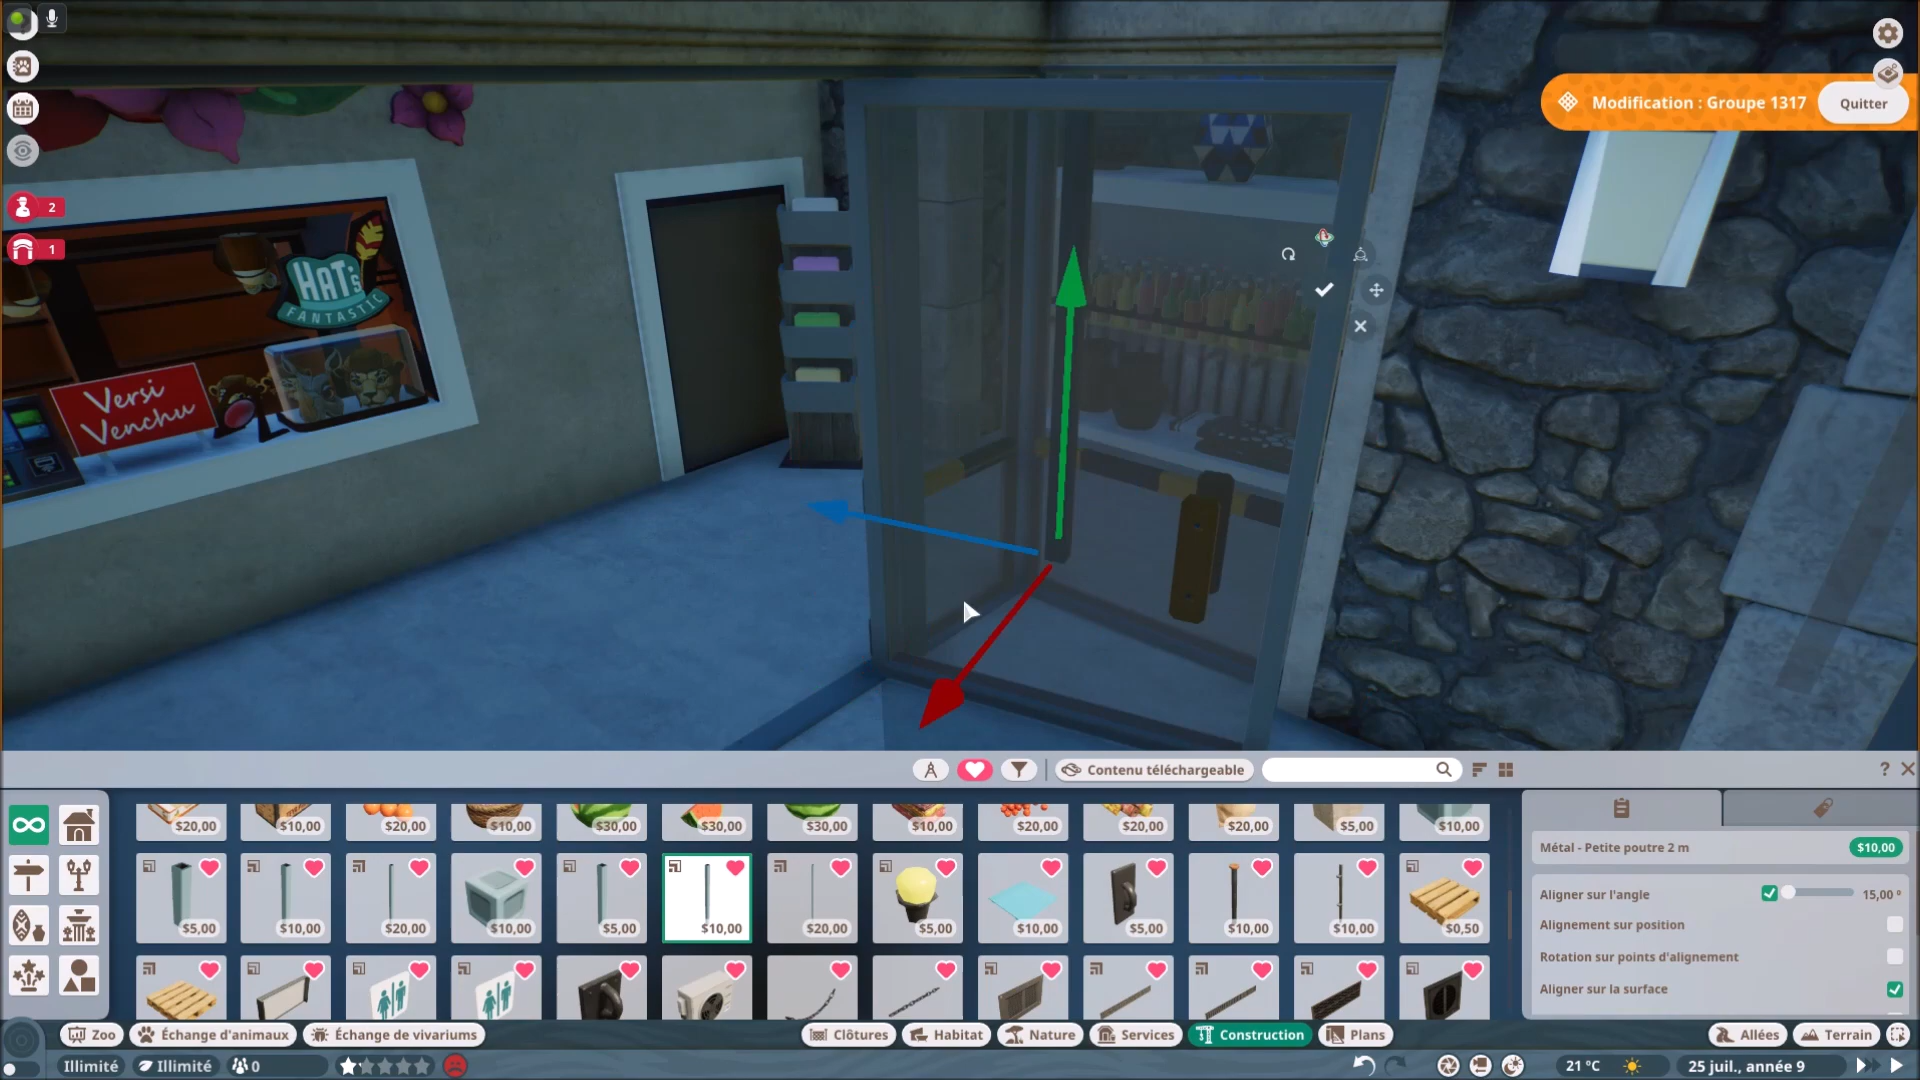 Modification : Groupe 1317
Quitter
2
1
HAT's
FANTASTIC
Versi
Venchu
Contenu téléchargeable
?
$20,00 $10,00 $20,00 $10,00 $30,00 $30,00 $30,00 $10,00 $20,00 $20,00 $20,00 $5,00 $10,00
$5,00 $10,00 $20,00 $10,00 $5,00 $10,00 $20,00 $5,00 $10,00 $5,00 $10,00 $10,00 $0,50
Métal - Petite poutre 2 m
$10,00
Aligner sur l'angle
15,00 °
Alignement sur position
Rotation sur points d'alignement
Aligner sur la surface
Zoo
Échange d'animaux
Échange de vivariums
Clôtures
Habitat
Nature
Services
Construction
Plans
Allées
Terrain
Illimité
Illimité
0
21 °C
25 juil., année 9